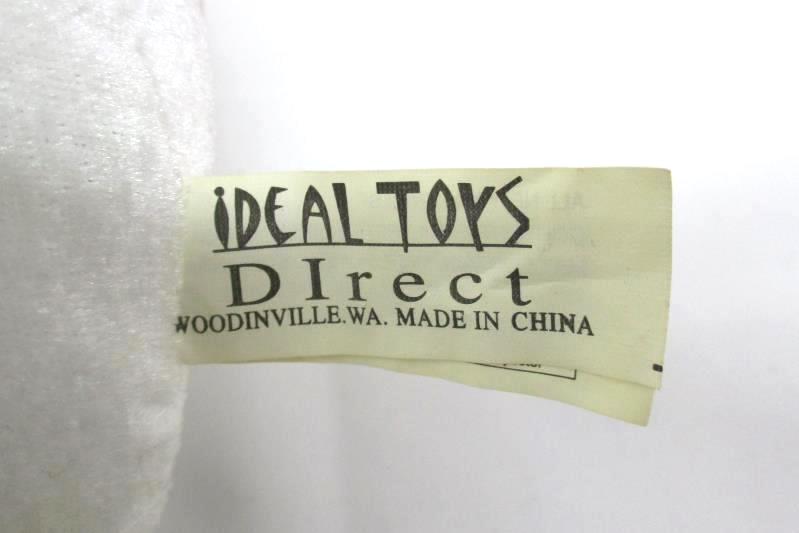 iDEAL TOYS
DIrect
WOODINVILLE.WA. MADE IN CHINA